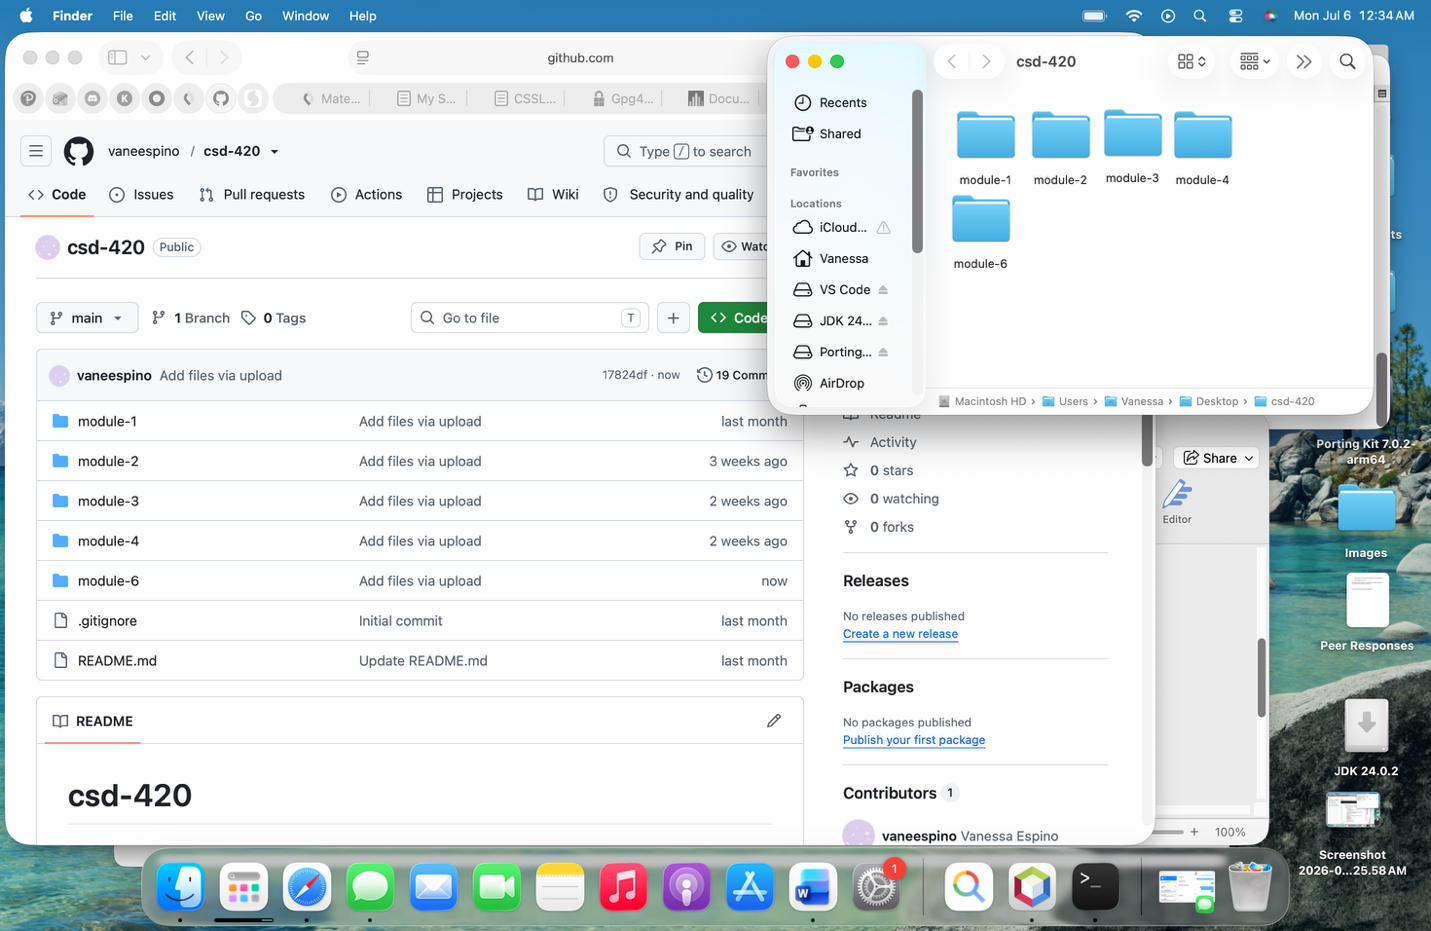 Finder File Edit View Go Window Help Mon Jul 6 12:34 AM
github.com
Mate... My S... CSSL... Gpg4... Docu...
vaneespino / csd-420
Type / to search
Code Issues Pull requests Actions Projects Wiki Security and quality
csd-420 Public
Pin Watc
main 1 Branch 0 Tags
Go to file T
+ Code
vaneespino Add files via upload 17824df · now 19 Comm
module-1 Add files via upload last month
module-2 Add files via upload 3 weeks ago
module-3 Add files via upload 2 weeks ago
module-4 Add files via upload 2 weeks ago
module-6 Add files via upload now
.gitignore Initial commit last month
README.md Update README.md last month
README
csd-420
Readme
Activity
0 stars
0 watching
0 forks
Releases
No releases published
Create a new release
Packages
No packages published
Publish your first package
Contributors 1
vaneespino Vanessa Espino
csd-420
Recents
Shared
Favorites
Locations
iCloud...
Vanessa
VS Code
JDK 24...
Porting...
AirDrop
module-1 module-2 module-3 module-4
module-6
Macintosh HD › Users › Vanessa › Desktop › csd-420
Share
Editor
100%
ts
Porting Kit 7.0.2-
arm64
Images
Peer Responses
JDK 24.0.2
Screenshot
2026-0...25.58 AM
W
1
>_